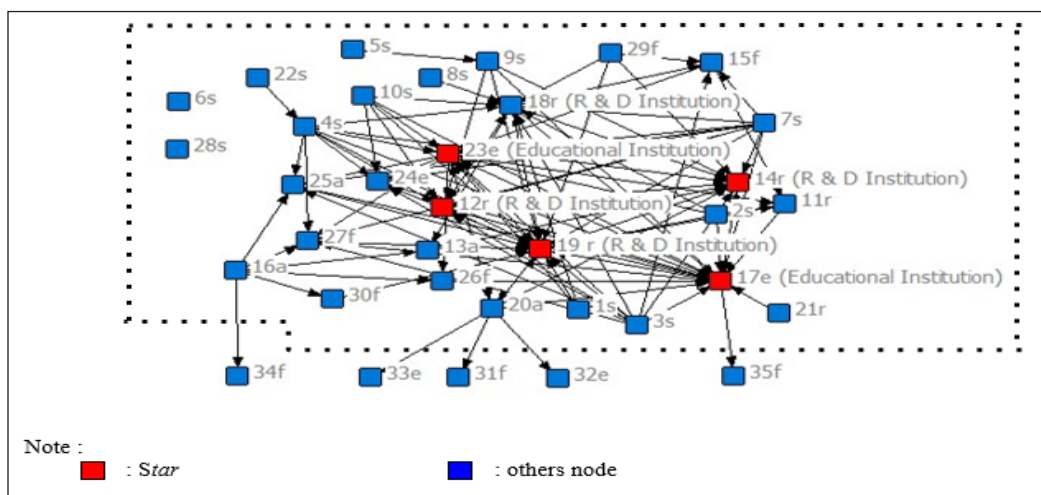 5s
9s
29f
15f
22s
8s
6s
10s
18r (R & D Institution)
4s
7s
28s
23e (Educational Institution)
25a
24e
14r (R & D Institution)
12r (R & D Institution)
2s
11r
27f
13a
19 r (R & D Institution)
16a
26f
17e (Educational Institution)
30f
20a
1s
3s
21r
34f
33e
31f
32e
35f
Note :
: Star
: others node